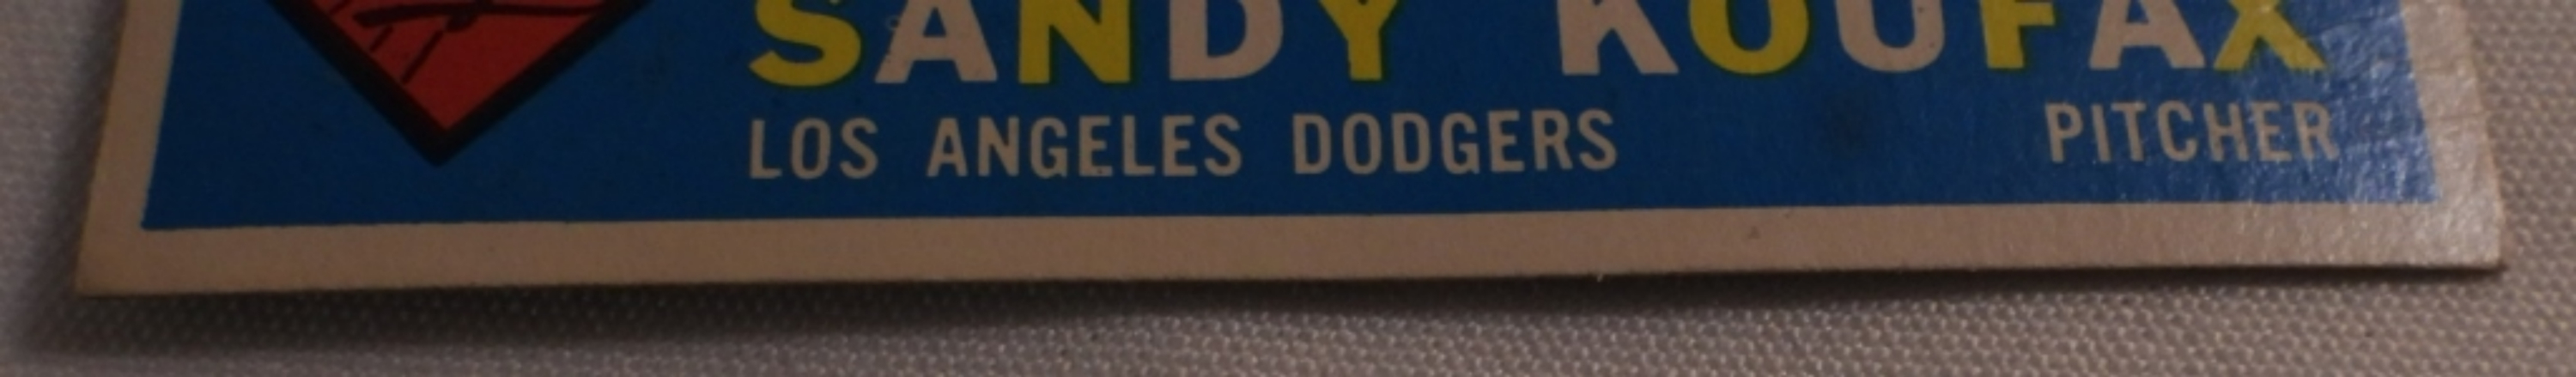 SANDY KOUFAX
LOS ANGELES DODGERS PITCHER